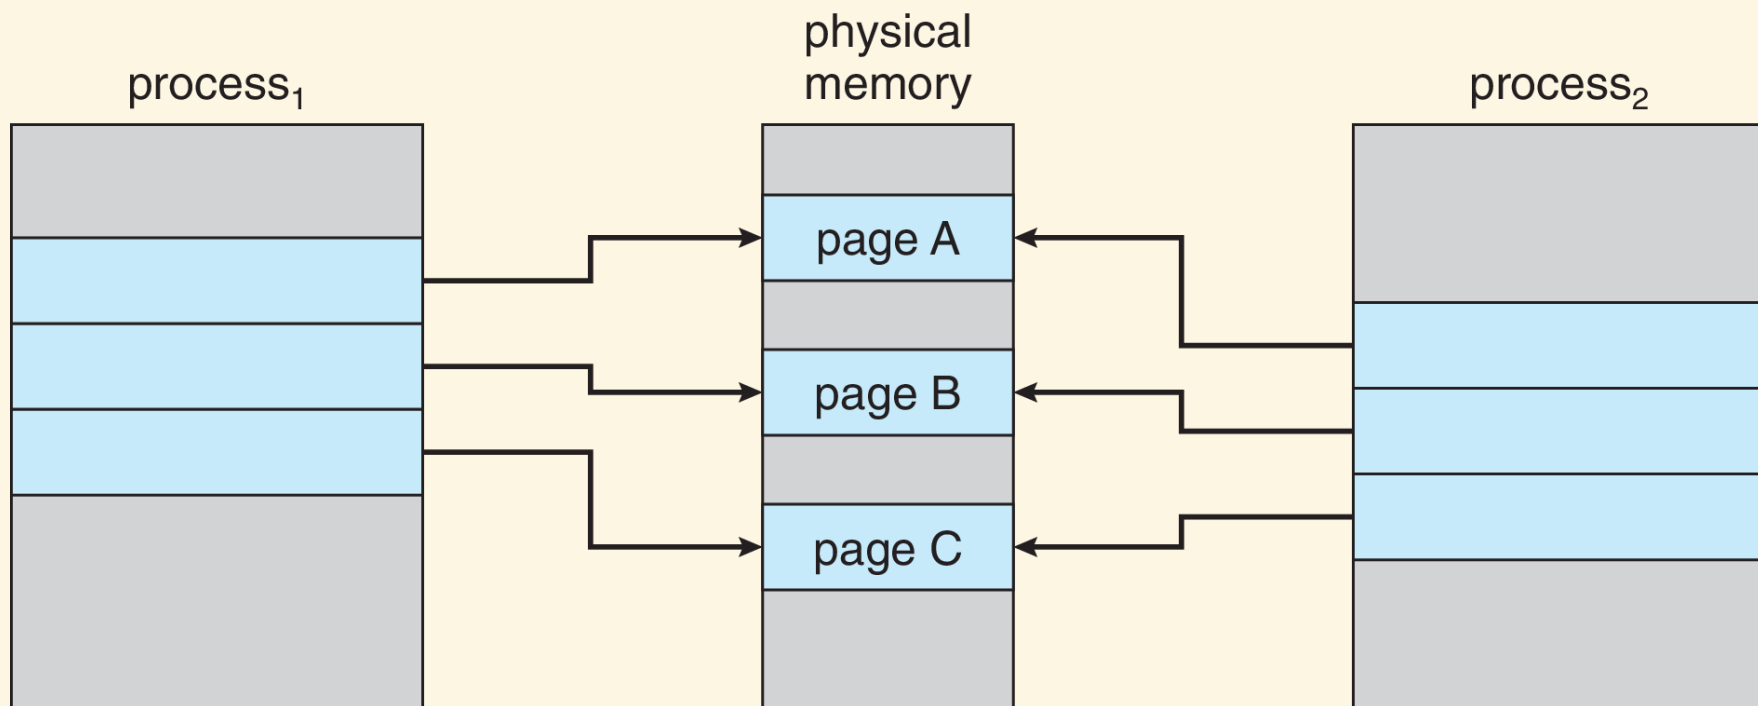 process₁
physical
memory
process₂
page A
page B
page C